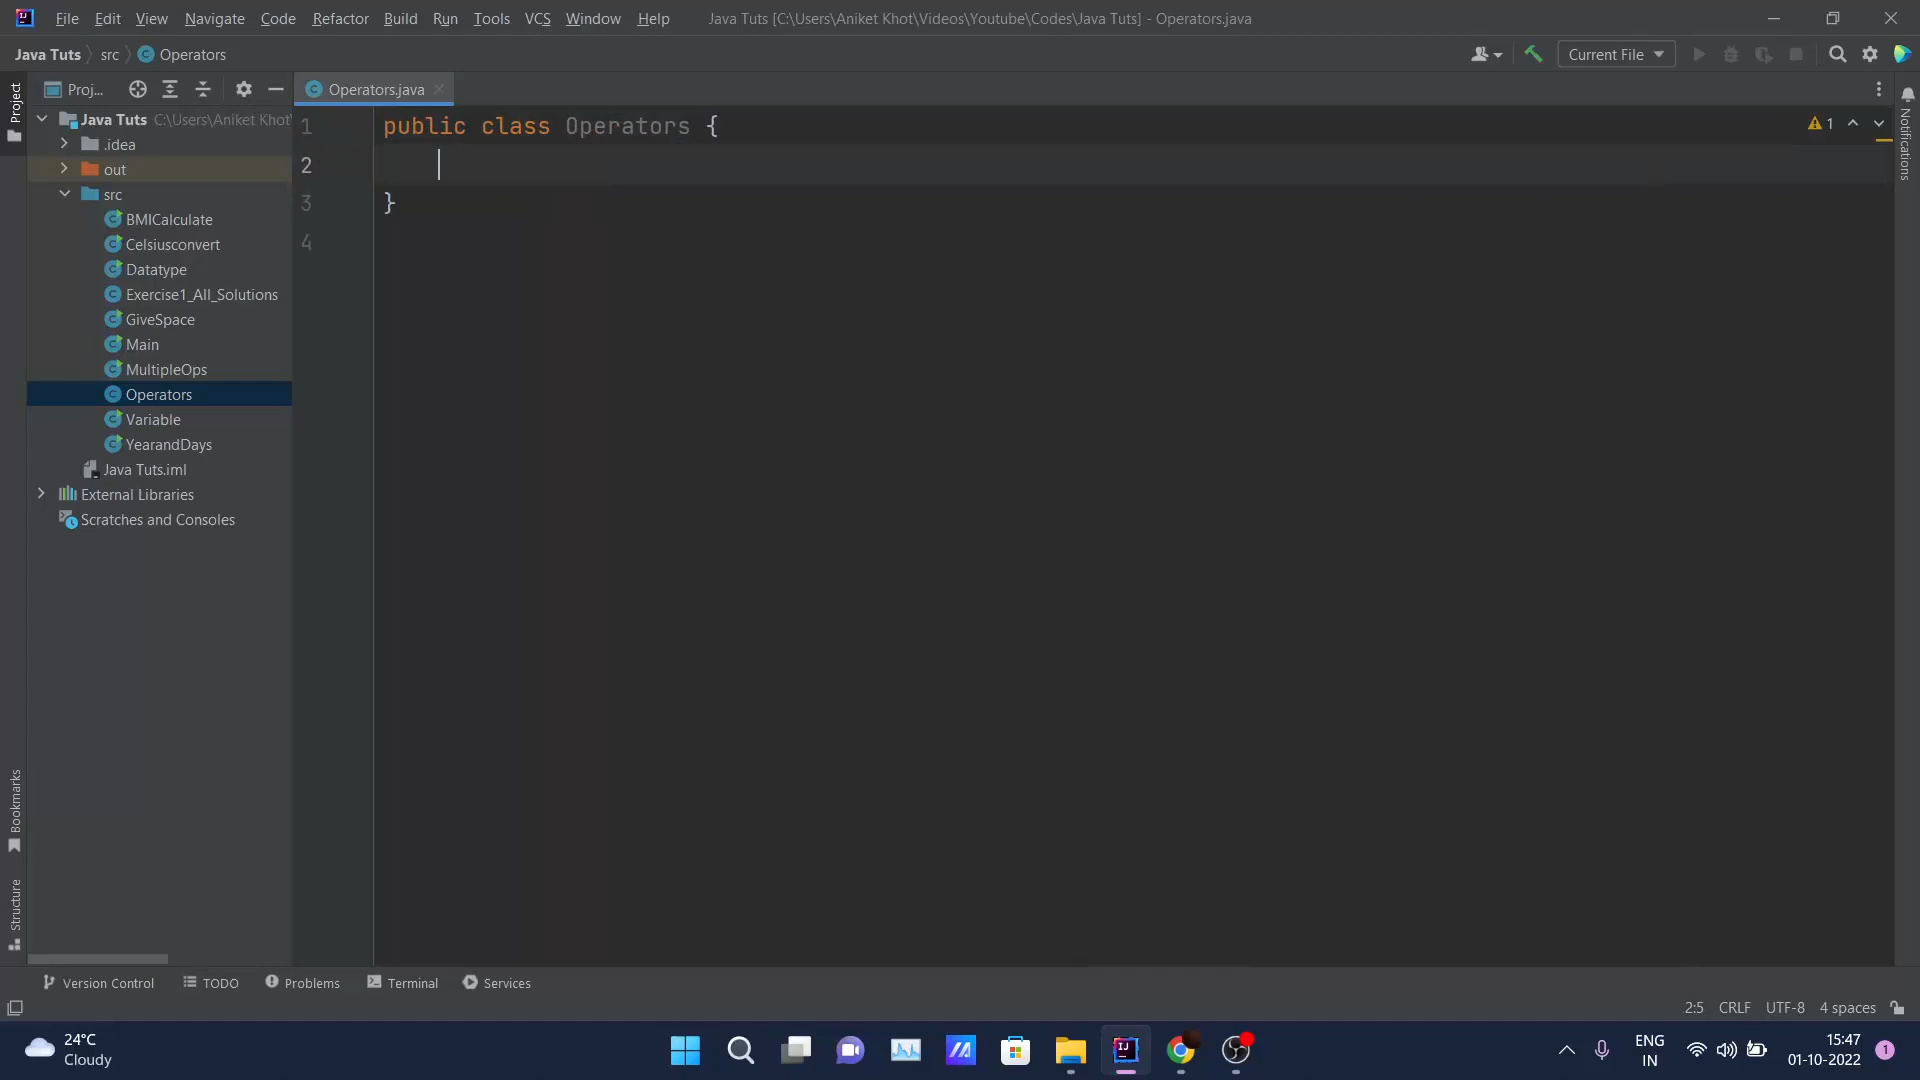 File Edit View Navigate Code Refactor Build Run Tools VCS Window Help Java Tuts [C:\Users\Aniket Khot\Videos\Youtube\Codes\Java Tuts] - Operators.java
Java Tuts src Operators Current File
Project Proj... Operators.java Notifications
Java Tuts C:\Users\Aniket Khot\
.idea
out
src
BMICalculate
Celsiusconvert
Datatype
Exercise1_All_Solutions
GiveSpace
Main
MultipleOps
Operators
Variable
YearandDays
Java Tuts.iml
External Libraries
Scratches and Consoles
1 public class Operators { 1
2
3 }
4
Bookmarks
Structure
Version Control TODO Problems Terminal Services
2:5 CRLF UTF-8 4 spaces
24°C
Cloudy
ENG
IN
15:47
01-10-2022
1